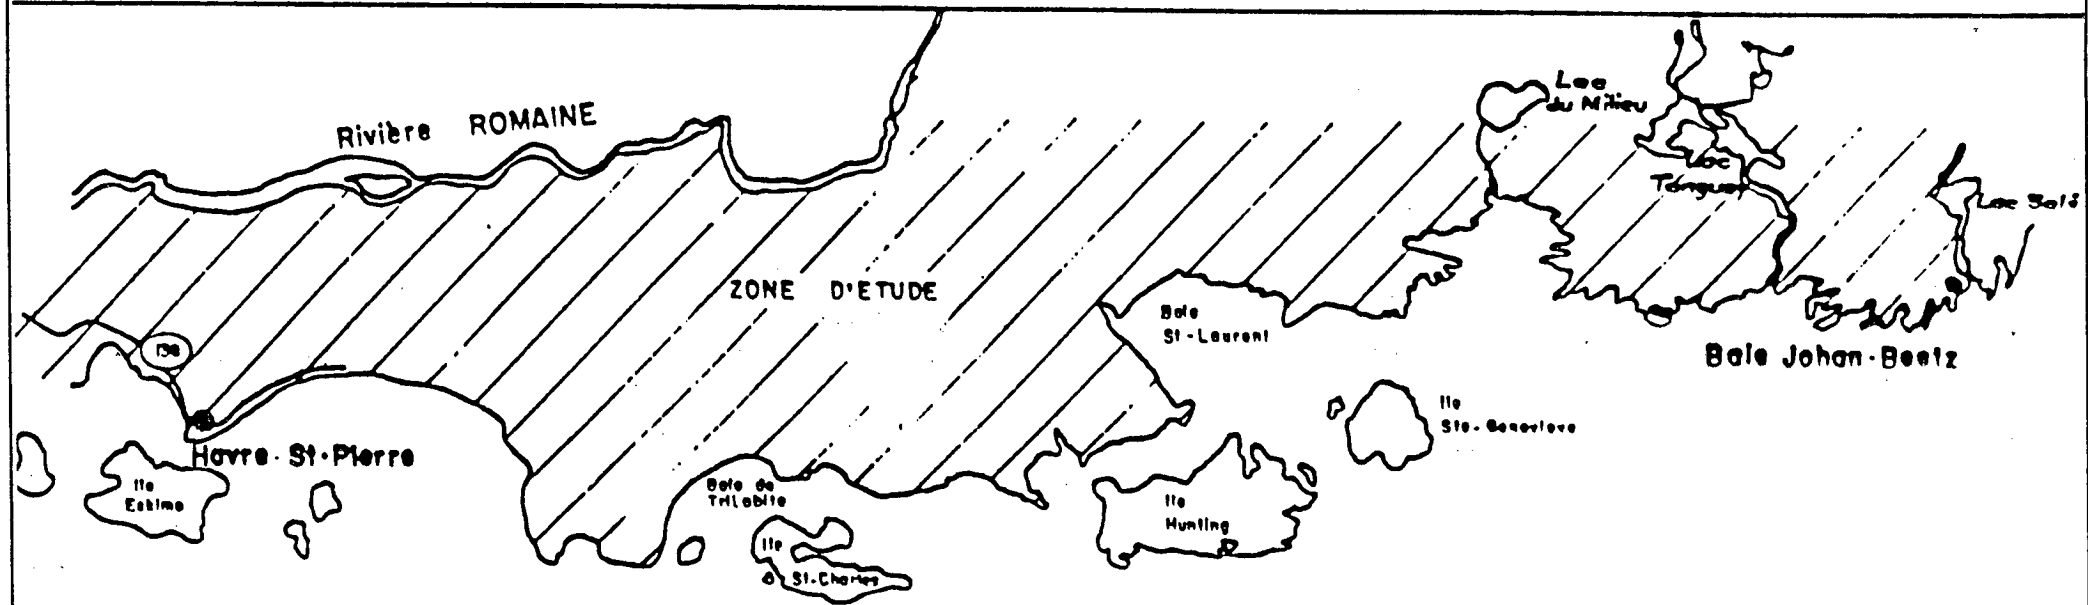 Rivière ROMAINE
Lac
du Milieu
Lac
Tanguay
Lac Salé
ZONE D'ETUDE
Baie
St-Laurent
138
Baie Johan-Beetz
Ile
Ste-Genevieve
Havre-St-Pierre
Ile
Eskimo
Baie de
TriLobite
Ile
Hunting
Ile
St-Charles